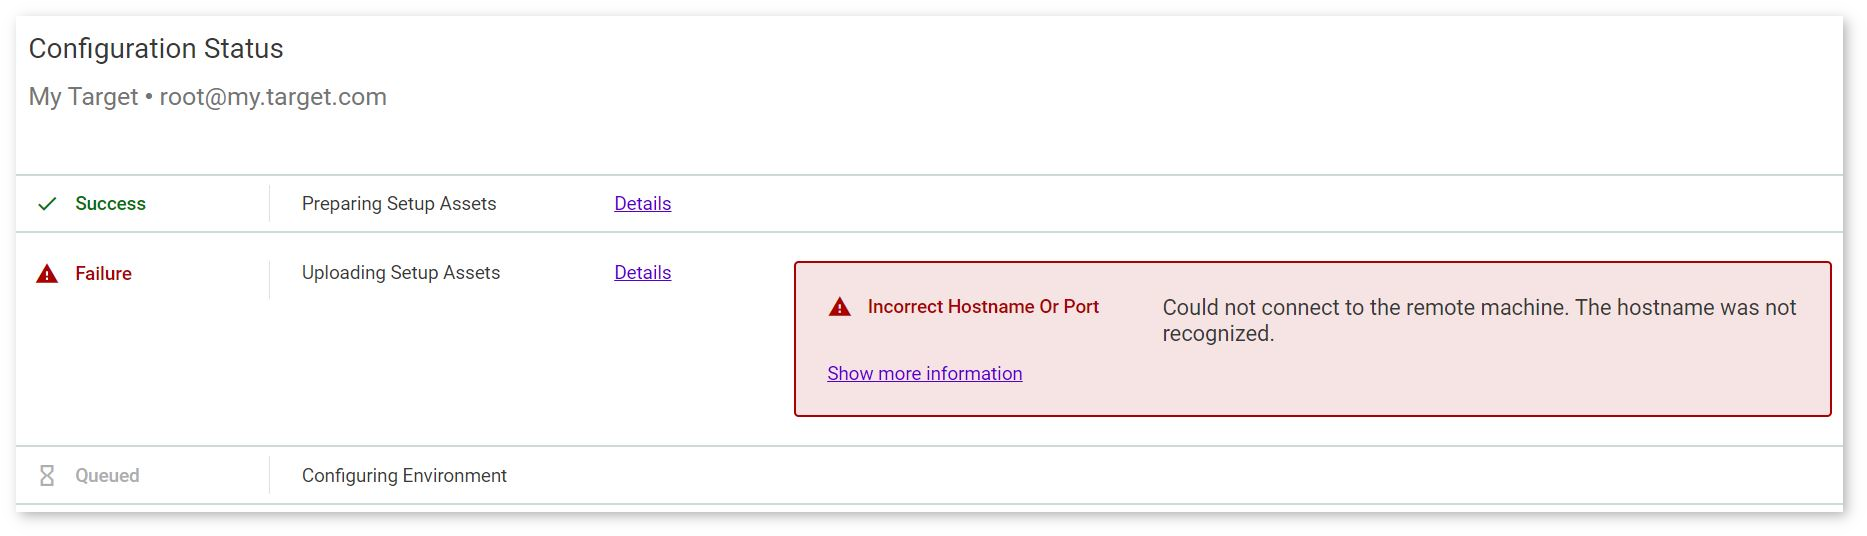 Configuration Status
My Target • root@my.target.com
Success Preparing Setup Assets Details
Failure Uploading Setup Assets Details
Incorrect Hostname Or Port Could not connect to the remote machine. The hostname was not
recognized.
Show more information
Queued Configuring Environment